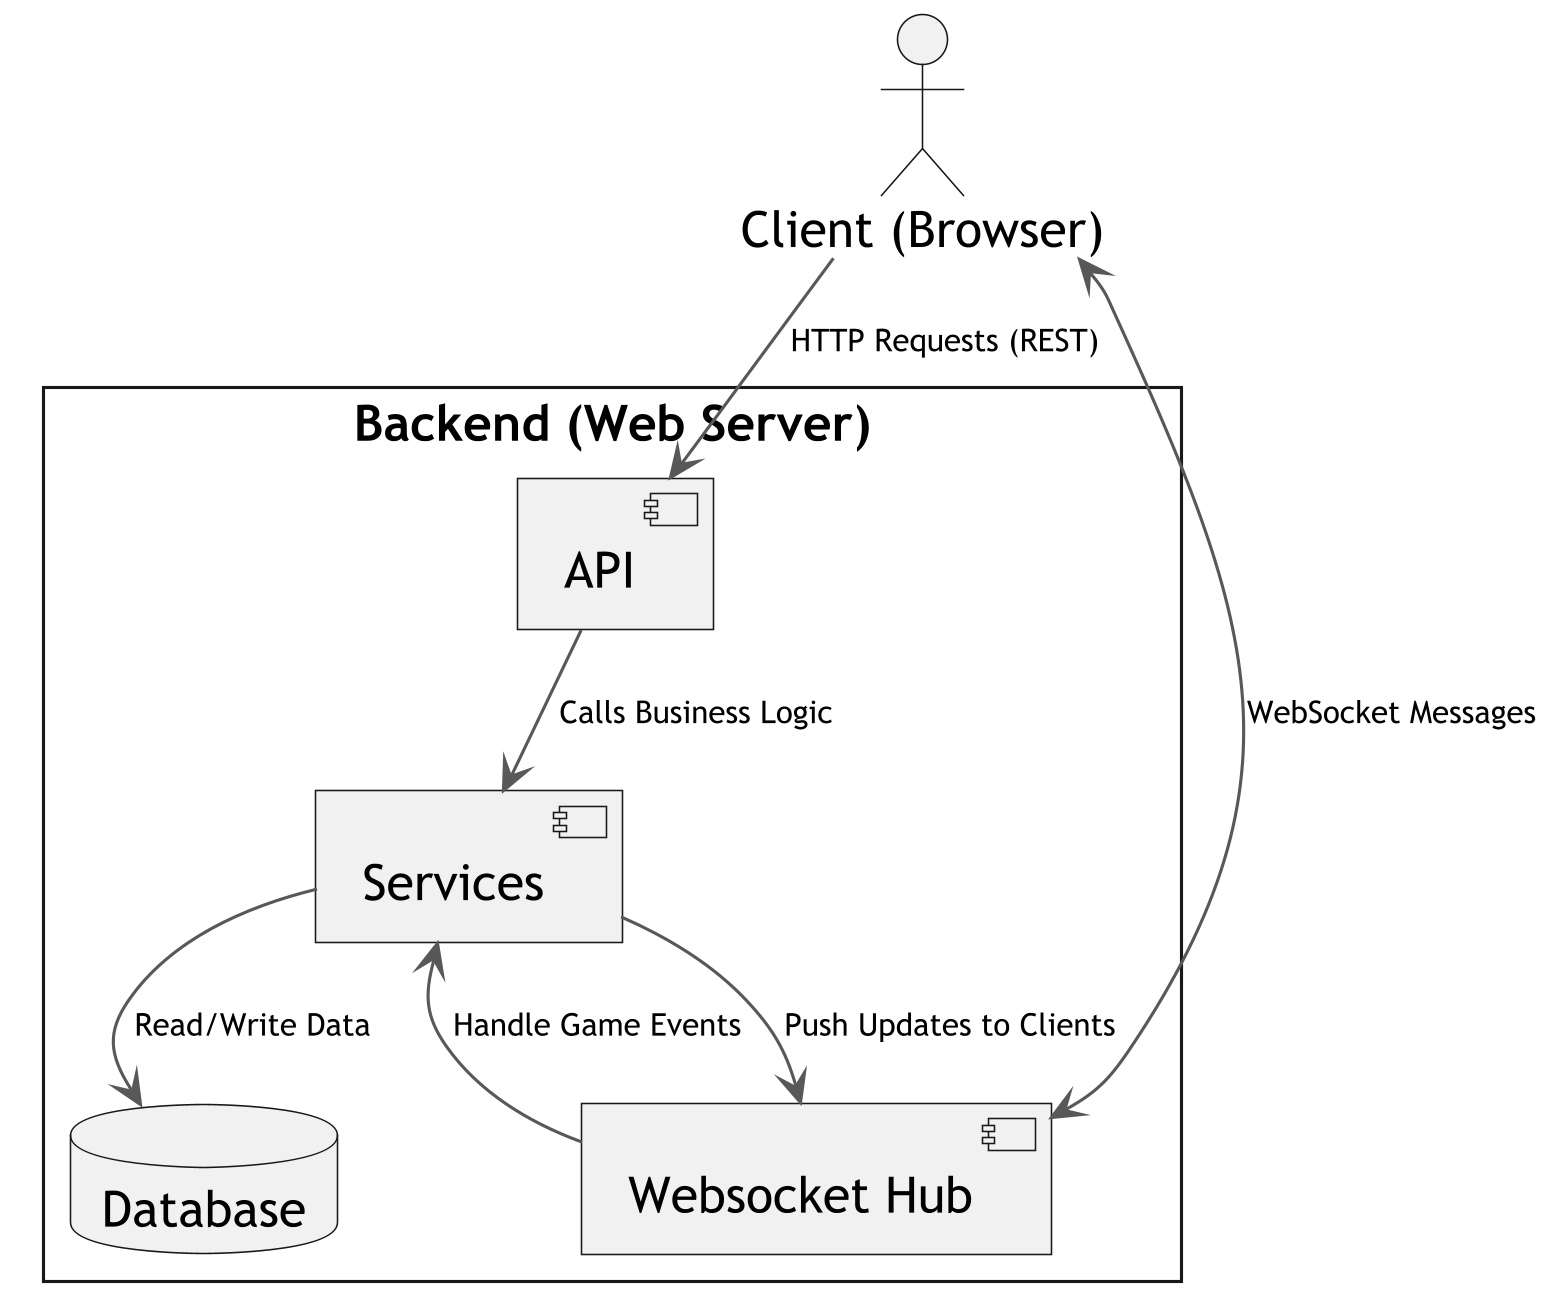 Client (Browser)
HTTP Requests (REST)
Backend (Web Server)
API
Calls Business Logic
WebSocket Messages
Services
Read/Write Data
Handle Game Events
Push Updates to Clients
Database
Websocket Hub